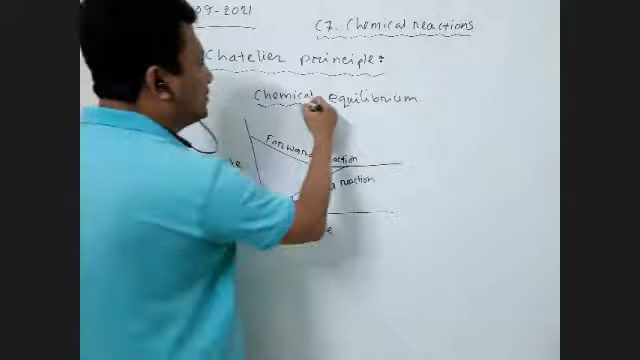 09-2021
C7. Chemical reactions
Chatelier principle:
Chemical equilibrium
Forward reaction
reaction